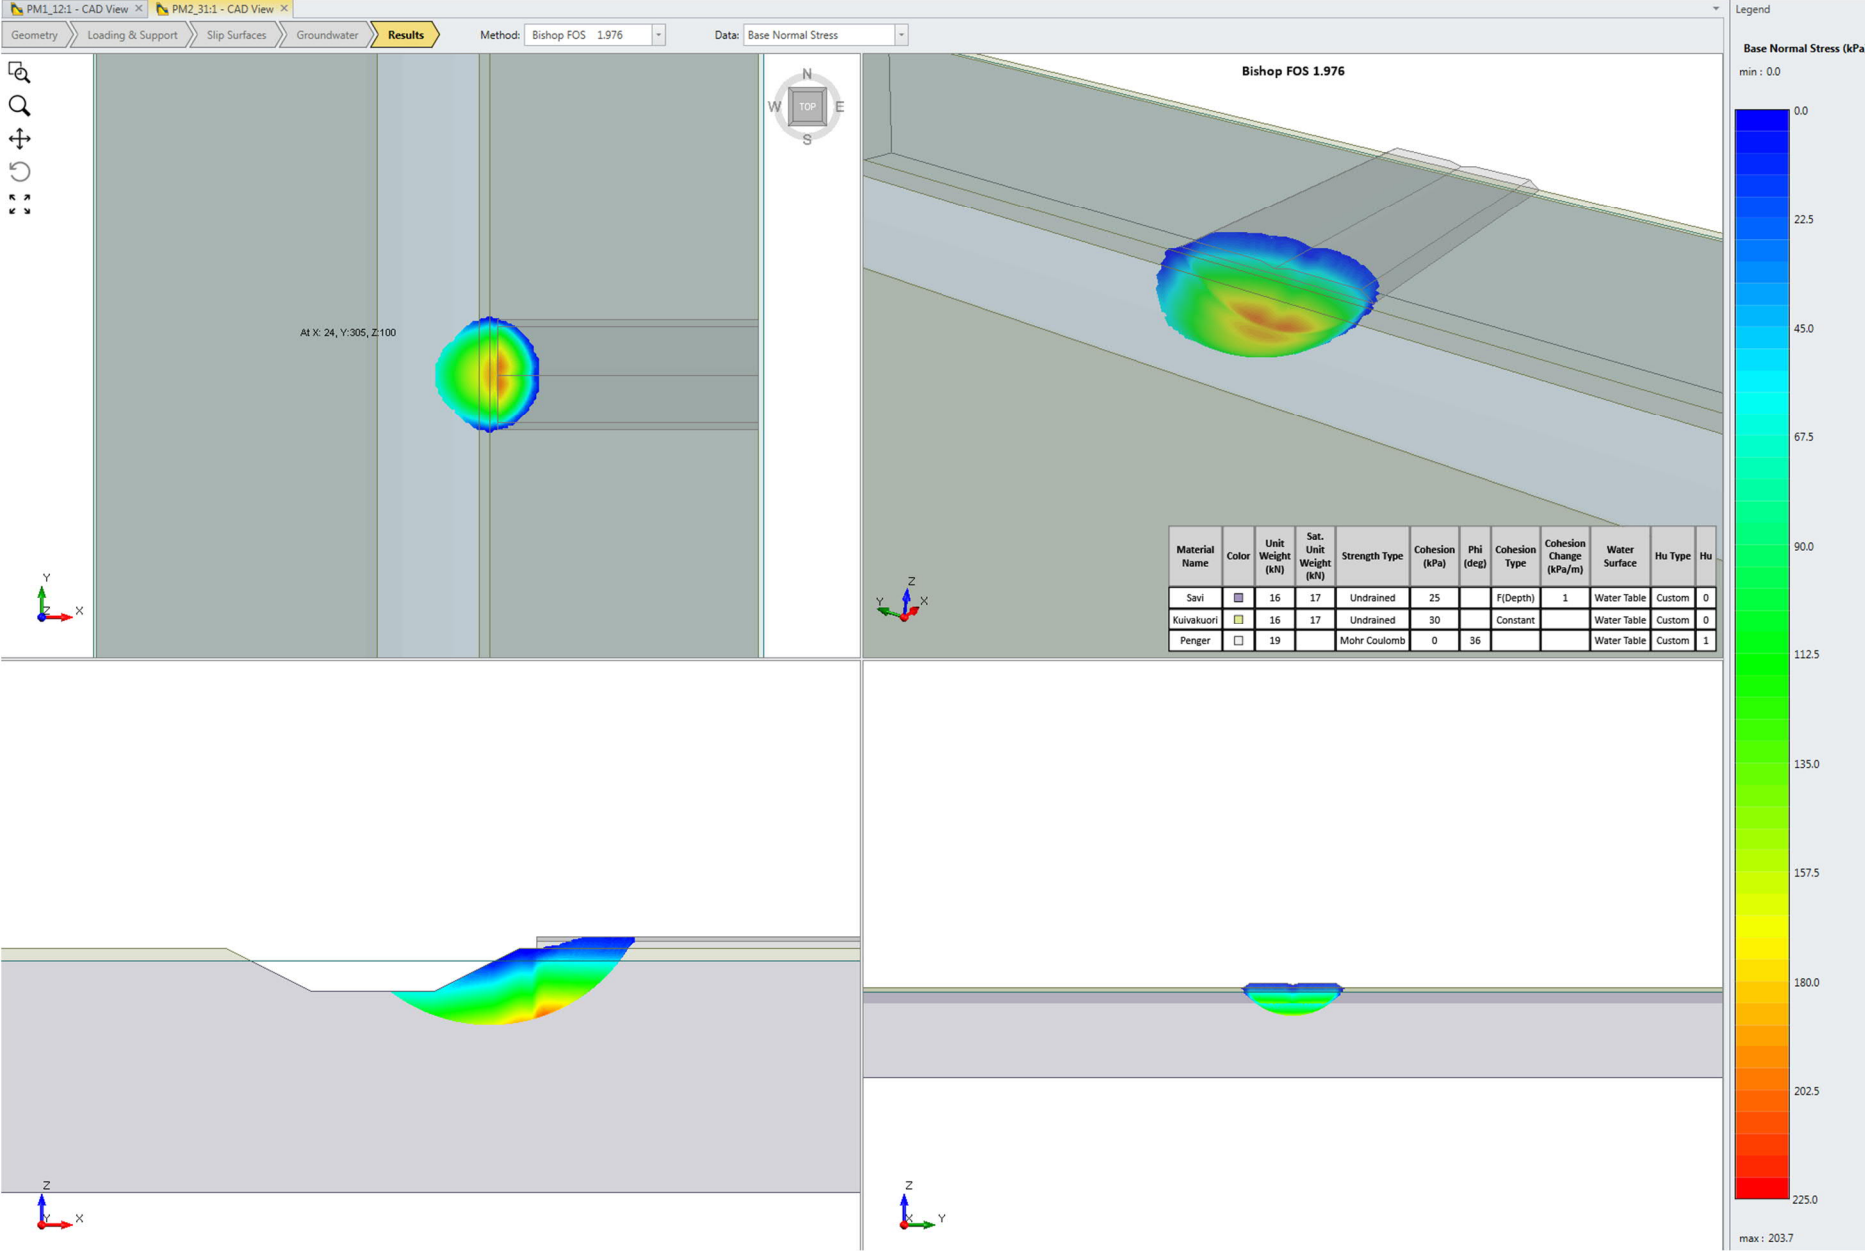 PM1_12:1 - CAD View × PM2_31:1 - CAD View ×
Geometry Loading & Support Slip Surfaces Groundwater Results Method: Bishop FOS 1.976 Data: Base Normal Stress
N
W TOP E
S
At X: 24, Y:305, Z:100
Y
Z X
Bishop FOS 1.976
Z
Y X
Material Name Color Unit Weight (kN) Sat. Unit Weight (kN) Strength Type Cohesion (kPa) Phi (deg) Cohesion Type Cohesion Change (kPa/m) Water Surface Hu Type Hu
Savi 16 17 Undrained 25 F(Depth) 1 Water Table Custom 0
Kuivakuori 16 17 Undrained 30 Constant Water Table Custom 0
Penger 19 Mohr Coulomb 0 36 Water Table Custom 1
Z
Y X
Z
X Y
Legend
Base Normal Stress (kPa
min : 0.0
0.0
22.5
45.0
67.5
90.0
112.5
135.0
157.5
180.0
202.5
225.0
max : 203.7